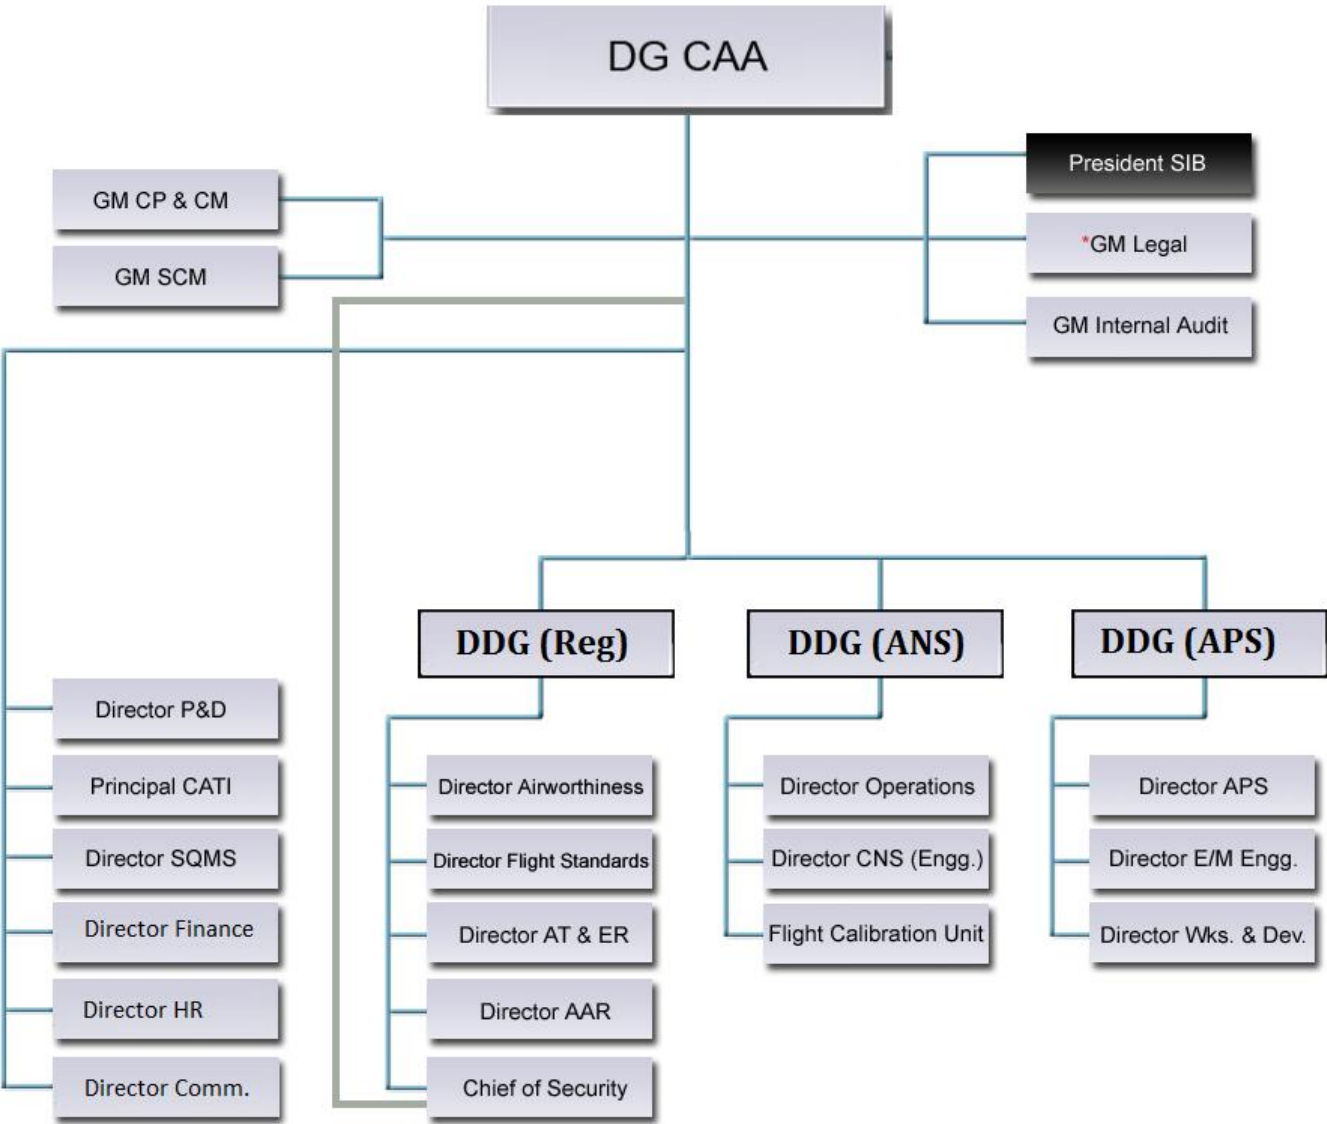 DG CAA
GM CP & CM
GM SCM
President SIB
*GM Legal
GM Internal Audit
DDG (Reg)
DDG (ANS)
DDG (APS)
Director P&D
Principal CATI
Director SQMS
Director Finance
Director HR
Director Comm.
Director Airworthiness
Director Flight Standards
Director AT & ER
Director AAR
Chief of Security
Director Operations
Director CNS (Engg.)
Flight Calibration Unit
Director APS
Director E/M Engg.
Director Wks. & Dev.